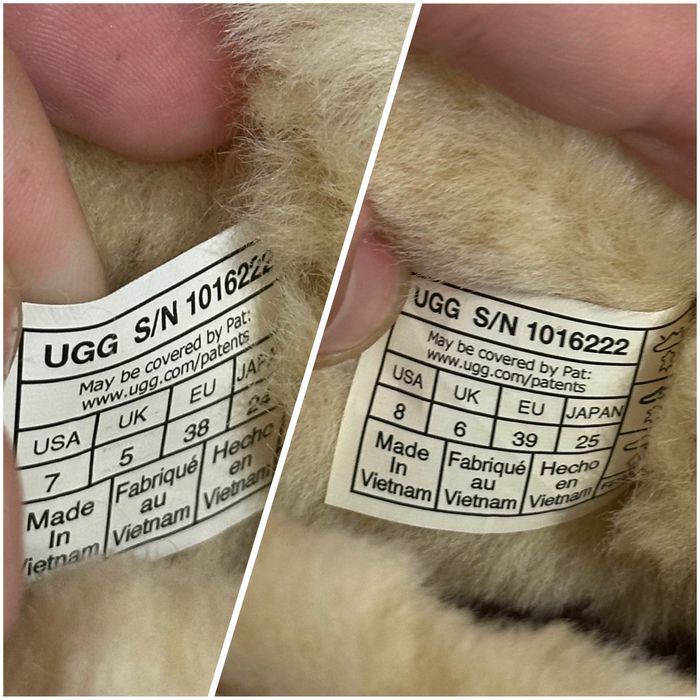 UGG S/N 1016222
May be covered by Pat:
www.ugg.com/patents
USA UK EU
7 5 38
Made Fabriqué Hecho
In au en
Vietnam Vietnam Vietnam
UGG S/N 1016222
May be covered by Pat:
www.ugg.com/patents
USA UK EU JAPAN
8 6 39 25
Made Fabriqué Hecho
In au en
Vietnam Vietnam Vietnam